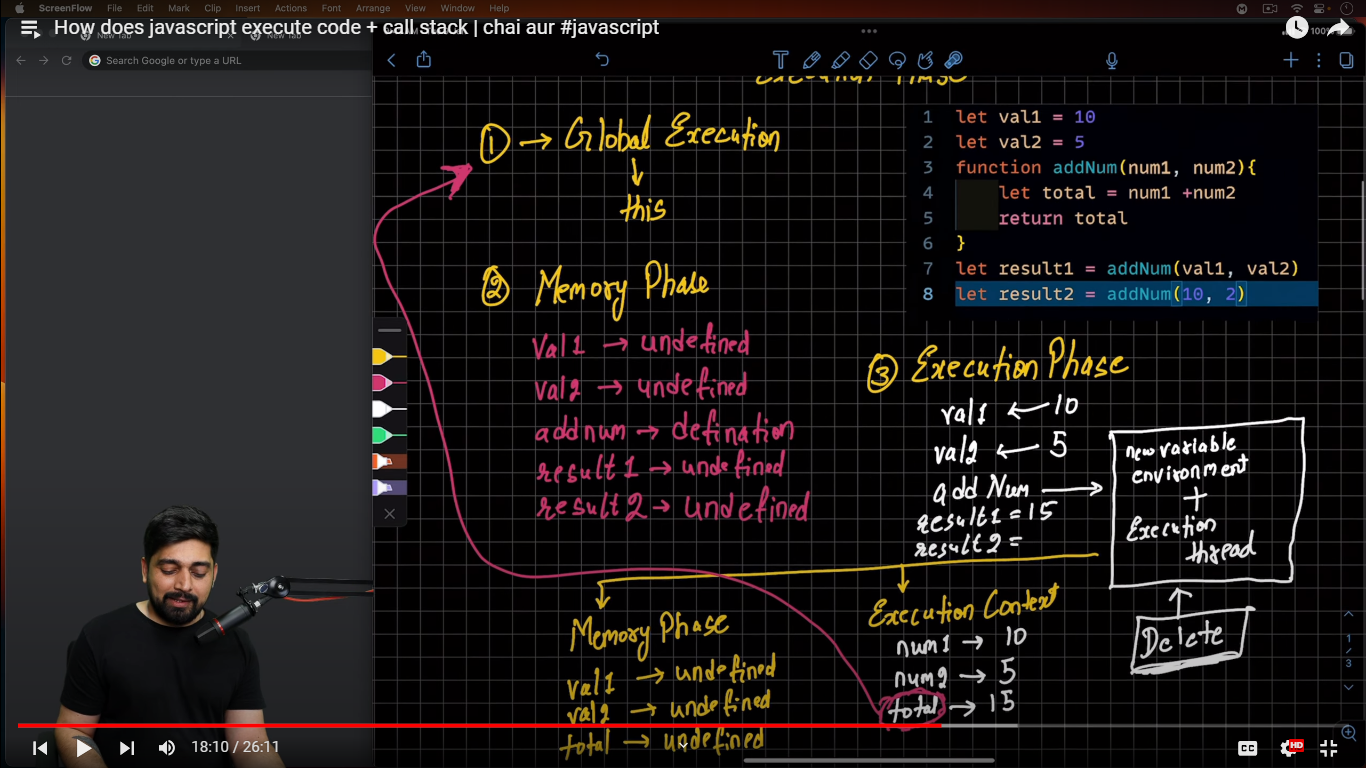 ScreenFlow File Edit Mark Clip Insert Actions Font Arrange View Window Help
How does javascript execute code + call stack | chai aur #javascript
New Tab
New Tab
100%
Search Google or type a URL
Execution Phase
1 → Global Execution
↓
this
2 Memory Phase
Val1 → undefined
val2 → undefined
addnum → defination
result1 → undefined
result2 → undefined
1 let val1 = 10
2 let val2 = 5
3 function addNum(num1, num2){
4 let total = num1 +num2
5 return total
6 }
7 let result1 = addNum(val1, val2)
8 let result2 = addNum(10, 2)
3 Execution Phase
val1 ← 10
val2 ← 5
add Num →
result1 = 15
result2 =
new variable
environment
+
Execution
thread
Delete
Memory Phase
val1 → undefined
val2 → undefined
total → undefined
Execution Context
num1 → 10
num2 → 5
total → 15
1
/
3
18:10 / 26:11
CC
HD